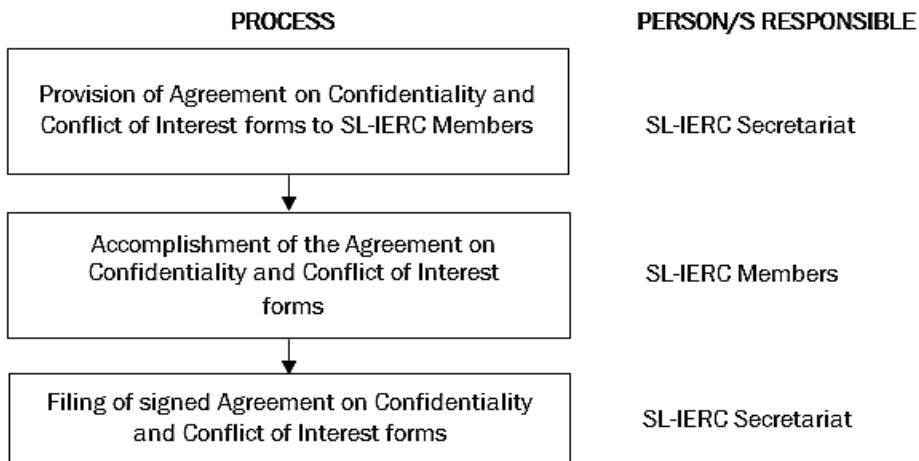 PROCESS
PERSON/S RESPONSIBLE
Provision of Agreement on Confidentiality and
Conflict of Interest forms to SL-IERC Members
SL-IERC Secretariat
Accomplishment of the Agreement on
Confidentiality and Conflict of Interest
forms
SL-IERC Members
Filing of signed Agreement on Confidentiality
and Conflict of Interest forms
SL-IERC Secretariat